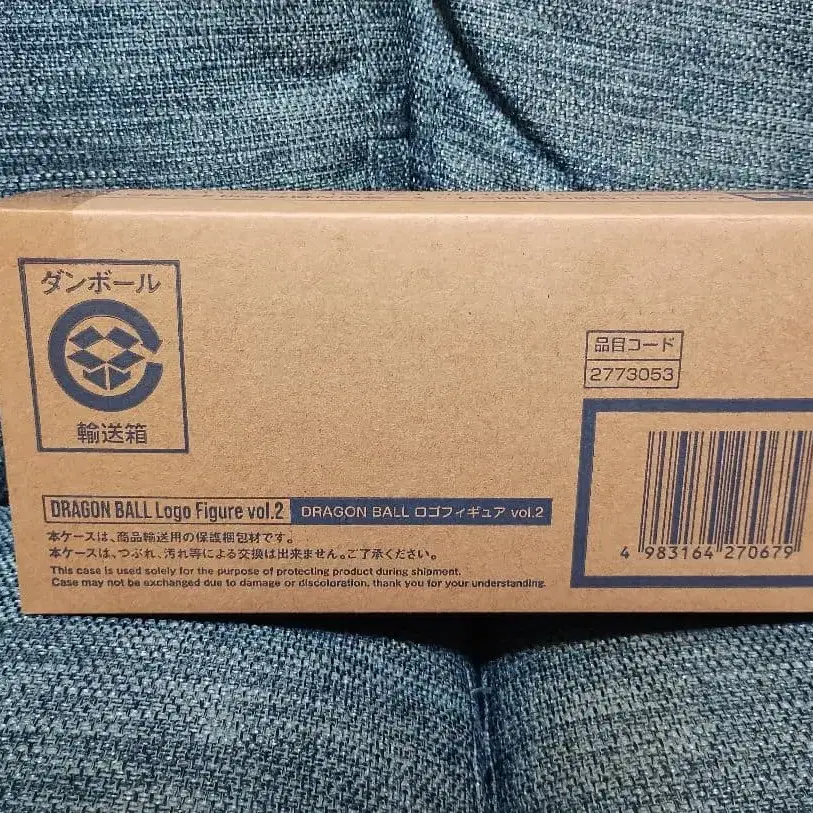 ダンボール
輸送箱
品目コード
2773053
4 983164 270679
DRAGON BALL Logo Figure vol.2 DRAGON BALL ロゴフィギュア vol.2
本ケースは、商品輸送用の保護梱包材です。
本ケースは、つぶれ、汚れ等による交換は出来ません。ご了承ください。
This case is used solely for the purpose of protecting product during shipment.
Case may not be exchanged due to damage or discoloration, thank you for your understanding.